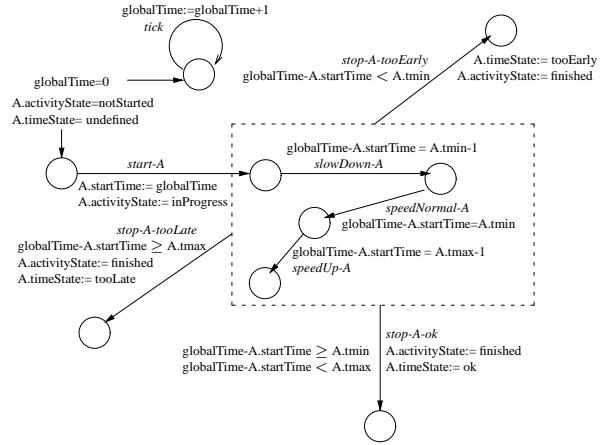 globalTime:=globalTime+1
tick
globalTime=0
A.activityState=notStarted
A.timeState= undefined
stop-A-tooEarly
globalTime-A.startTime < A.tmin
A.timeState:= tooEarly
A.activityState:= finished
start-A
A.startTime:= globalTime
A.activityState:= inProgress
globalTime-A.startTime = A.tmin-1
slowDown-A
speedNormal-A
globalTime-A.startTime=A.tmin
globalTime-A.startTime = A.tmax-1
speedUp-A
stop-A-tooLate
globalTime-A.startTime ≥ A.tmax
A.activityState:= finished
A.timeState:= tooLate
stop-A-ok
globalTime-A.startTime ≥ A.tmin
globalTime-A.startTime < A.tmax
A.activityState:= finished
A.timeState:= ok